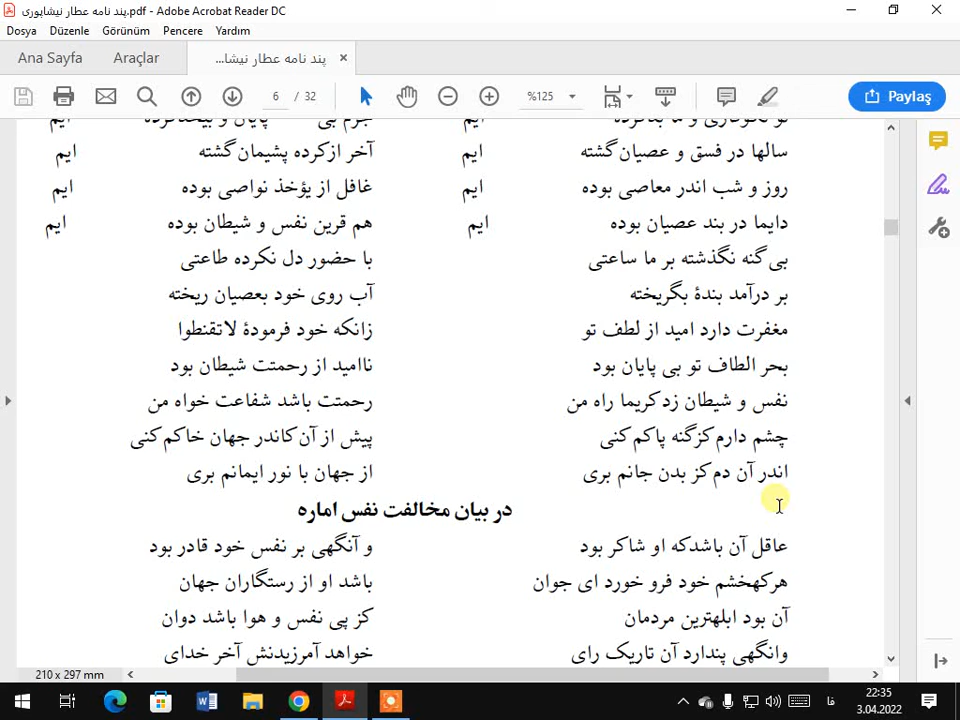 پند نامه عطار نیشاپوری.pdf - Adobe Acrobat Reader DC
Dosya Düzenle Görünüm Pencere Yardım
Ana Sayfa Araçlar پند نامه عطار نیشا...
6 / 32 %125 Paylaş
سالها در فسق و عصیان گشته ایم آخر ازکرده پشیمان گشته ایم
روز و شب اندر معاصی بوده ایم غافل از یؤخذ نواصی بوده ایم
دایما در بند عصیان بوده ایم هم قرین نفس و شیطان بوده ایم
بی گنه نگذشته بر ما ساعتی با حضور دل نکرده طاعتی
بر درآمد بندۀ بگریخته آب روی خود بعصیان ریخته
مغفرت دارد امید از لطف تو زانکه خود فرمودۀ لاتقنطوا
بحر الطاف تو بی پایان بود ناامید از رحمتت شیطان بود
نفس و شیطان زد کریما راه من رحمتت باشد شفاعت خواه من
چشم دارم کزگنه پاکم کنی پیش از آن کاندر جهان خاکم کنی
اندر آن دم کز بدن جانم بری از جهان با نور ایمانم بری
در بیان مخالفت نفس اماره
عاقل آن باشدکه او شاکر بود و آنگهی بر نفس خود قادر بود
هرکهخشم خود فرو خورد ای جوان باشد او از رستگاران جهان
آن بود ابلهترین مردمان کز پی نفس و هوا باشد دوان
وانگهی پندارد آن تاریک رای خواهد آمرزیدنش آخر خدای
210 x 297 mm
فا 22:35
3.04.2022